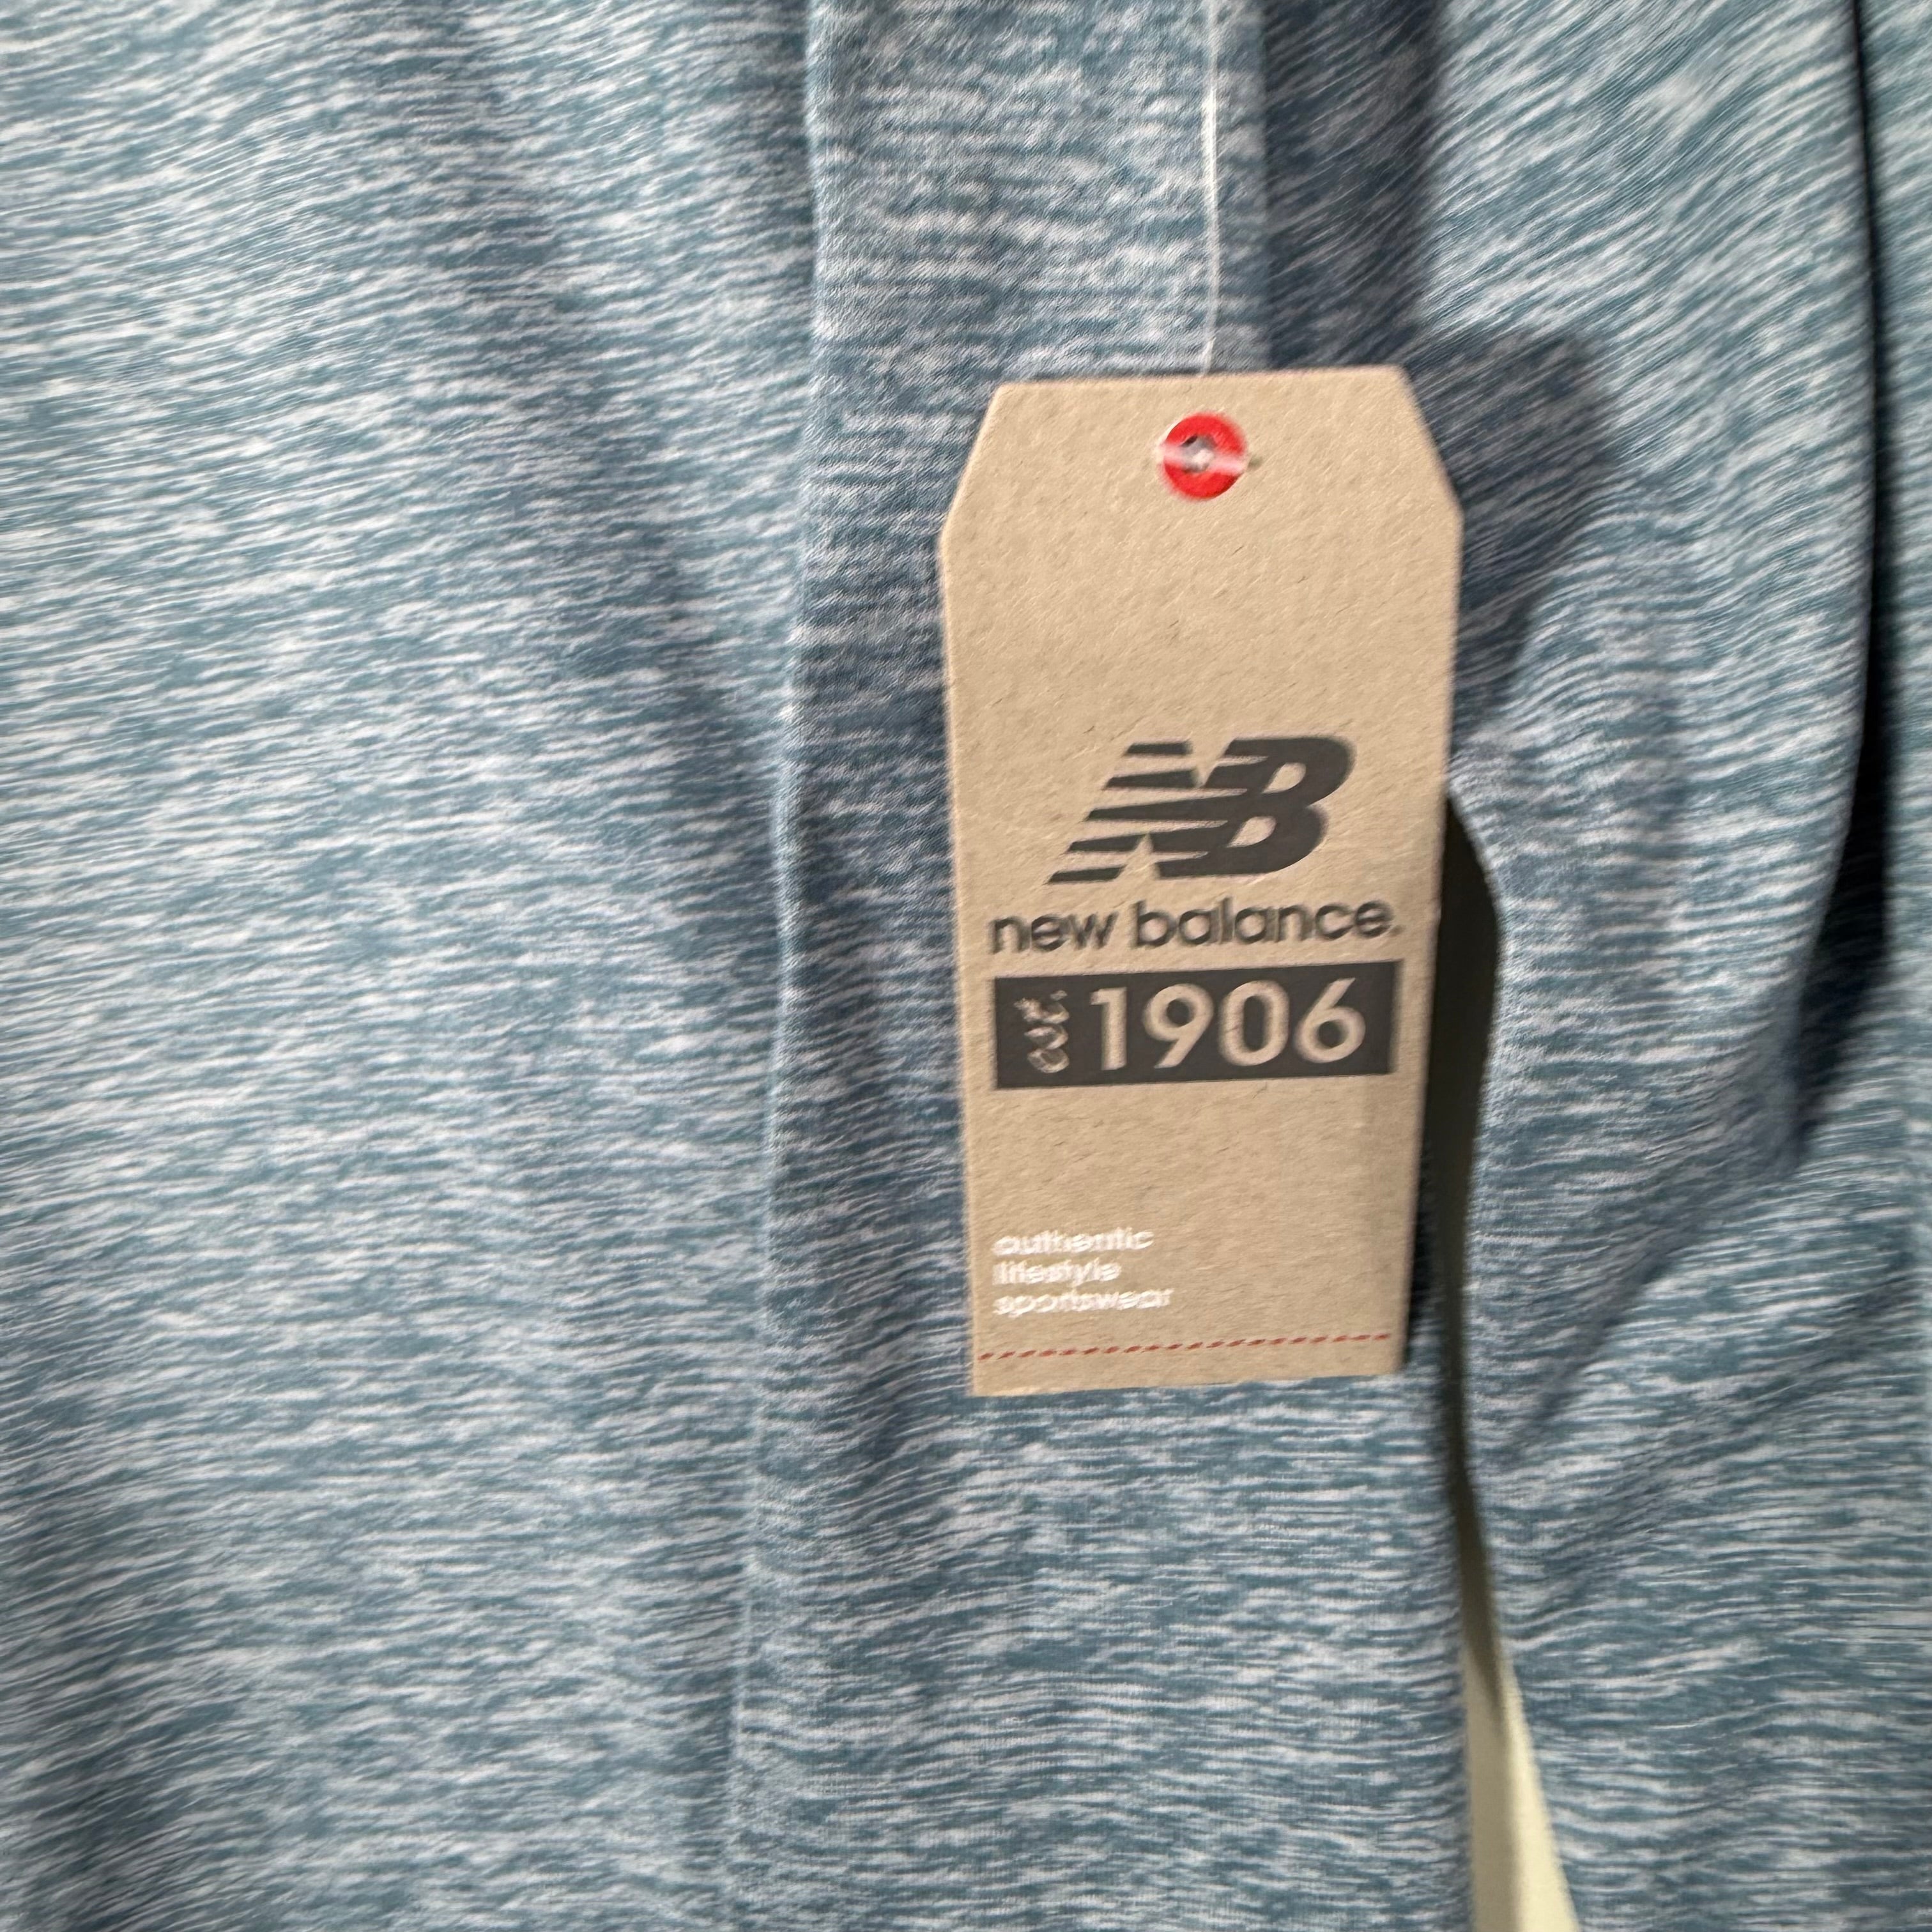 NB
new balance.
est. 1906
authentic
lifestyle
sportswear